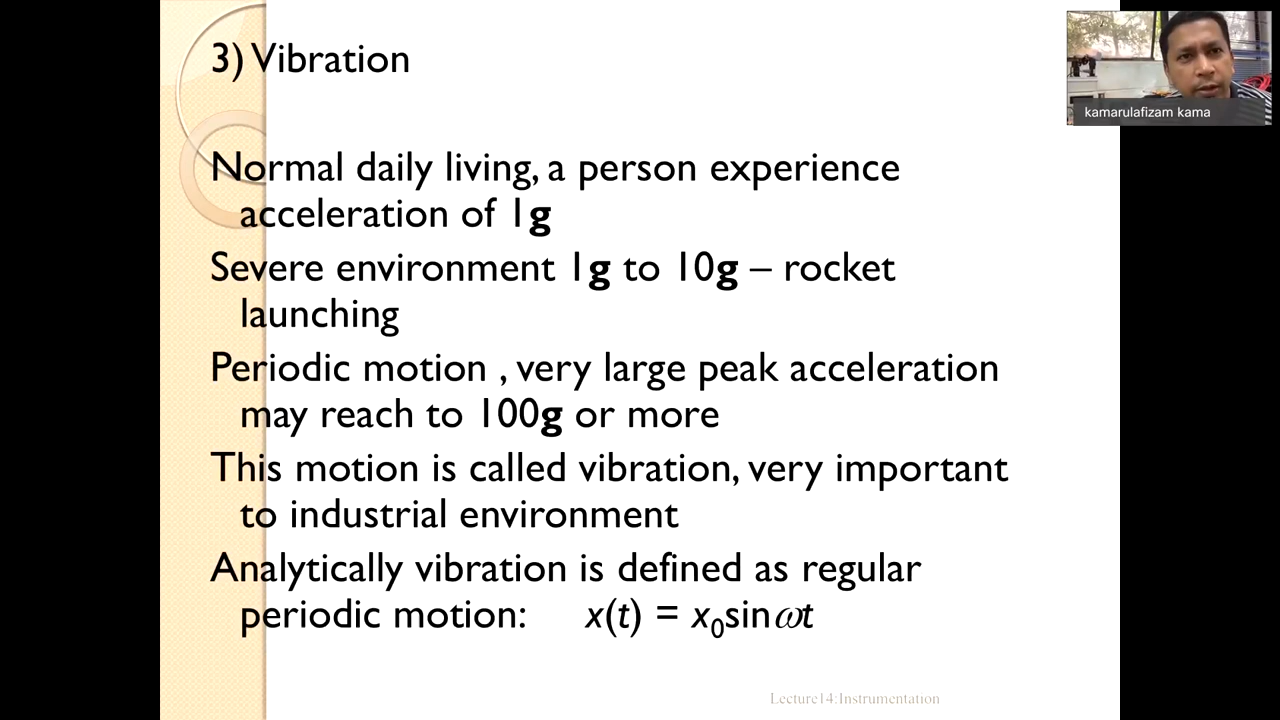 3) Vibration
kamarulafizam kama
Normal daily living, a person experience
acceleration of 1g
Severe environment 1g to 10g – rocket
launching
Periodic motion , very large peak acceleration
may reach to 100g or more
This motion is called vibration, very important
to industrial environment
Analytically vibration is defined as regular
periodic motion: x(t) = x₀sinωt
Lecture14:Instrumentation